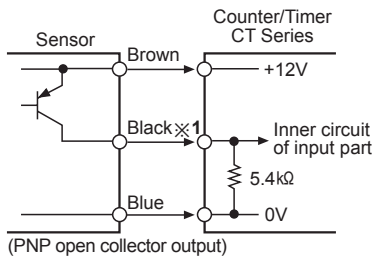 Counter/Timer
CT Series
Sensor
Brown
+12V
Black※1
Inner circuit
of input part
5.4kΩ
Blue
0V
(PNP open collector output)